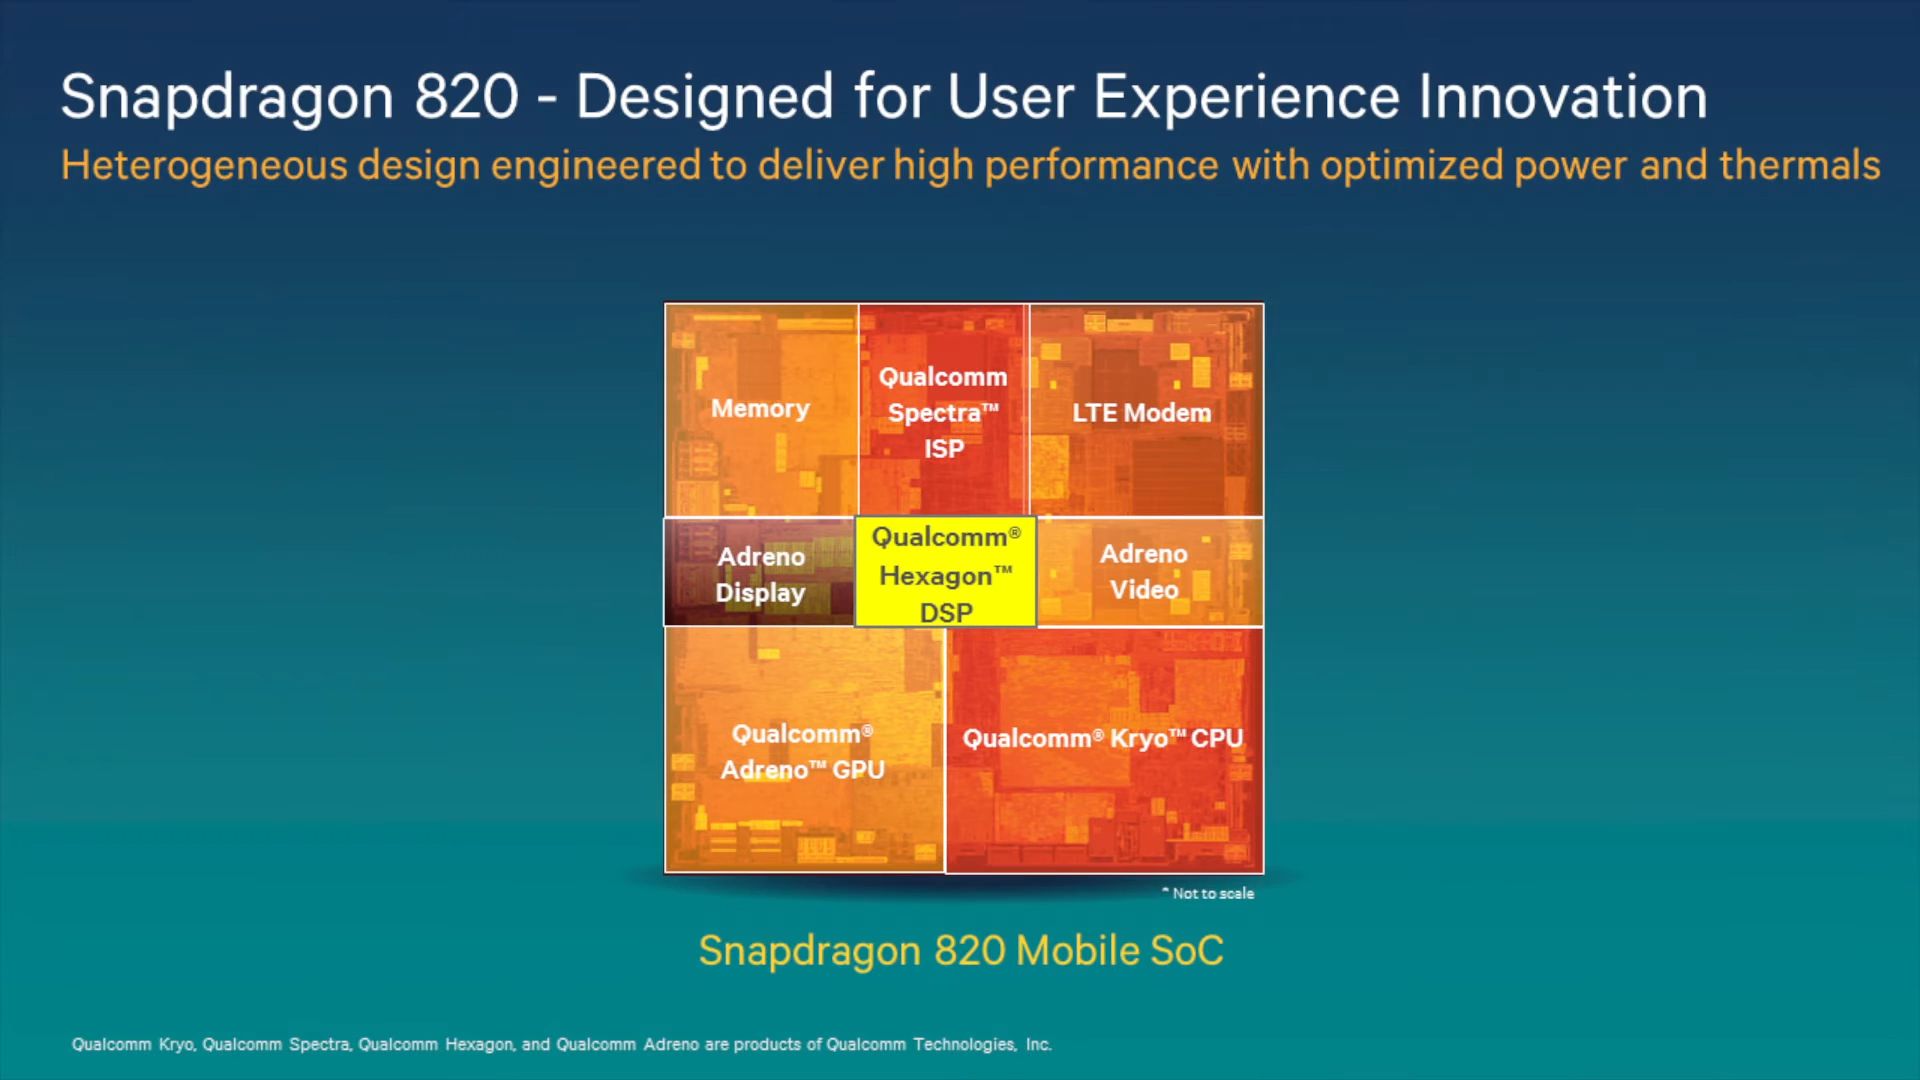 Snapdragon 820 - Designed for User Experience Innovation
Heterogeneous design engineered to deliver high performance with optimized power and thermals
Memory
Qualcomm
Spectra™
ISP
LTE Modem
Adreno
Display
Qualcomm®
Hexagon™
DSP
Adreno
Video
Qualcomm®
Adreno™ GPU
Qualcomm® Kryo™ CPU
* Not to scale
Snapdragon 820 Mobile SoC
Qualcomm Kryo, Qualcomm Spectra, Qualcomm Hexagon, and Qualcomm Adreno are products of Qualcomm Technologies, Inc.